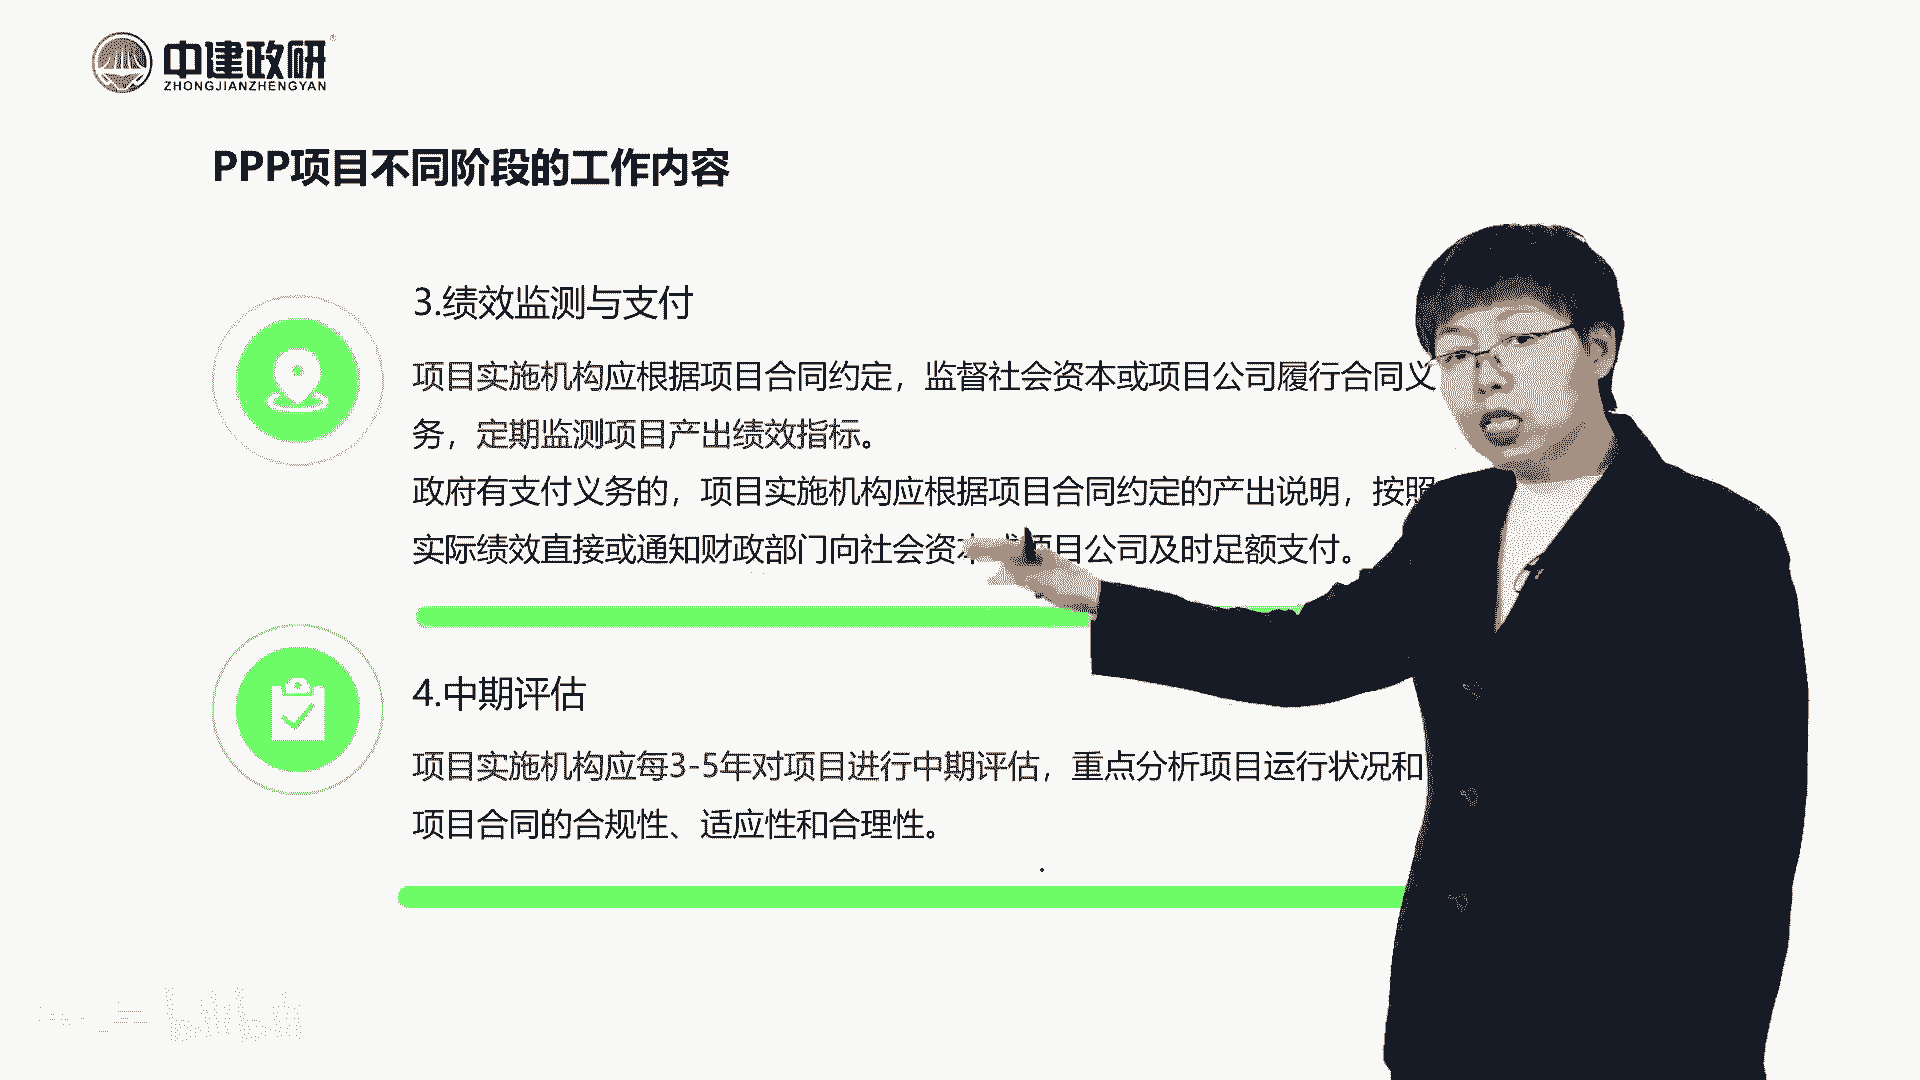 中建政研
ZHONGJIANZHENGYAN
PPP项目不同阶段的工作内容
3.绩效监测与支付
项目实施机构应根据项目合同约定，监督社会资本或项目公司履行合同义
务，定期监测项目产出绩效指标。
政府有支付义务的，项目实施机构应根据项目合同约定的产出说明，按照
实际绩效直接或通知财政部门向社会资本或项目公司及时足额支付。
4.中期评估
项目实施机构应每3-5年对项目进行中期评估，重点分析项目运行状况和
项目合同的合规性、适应性和合理性。
bilibili